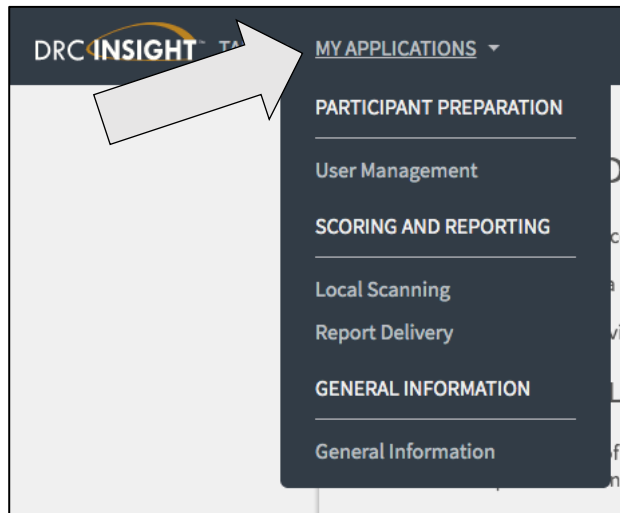 DRC INSIGHT TA MY APPLICATIONS
PARTICIPANT PREPARATION
User Management
SCORING AND REPORTING
Local Scanning
Report Delivery
GENERAL INFORMATION
General Information